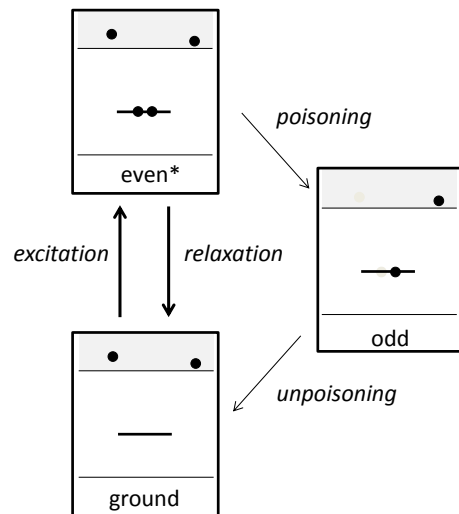 even*
poisoning
excitation
relaxation
odd
unpoisoning
ground